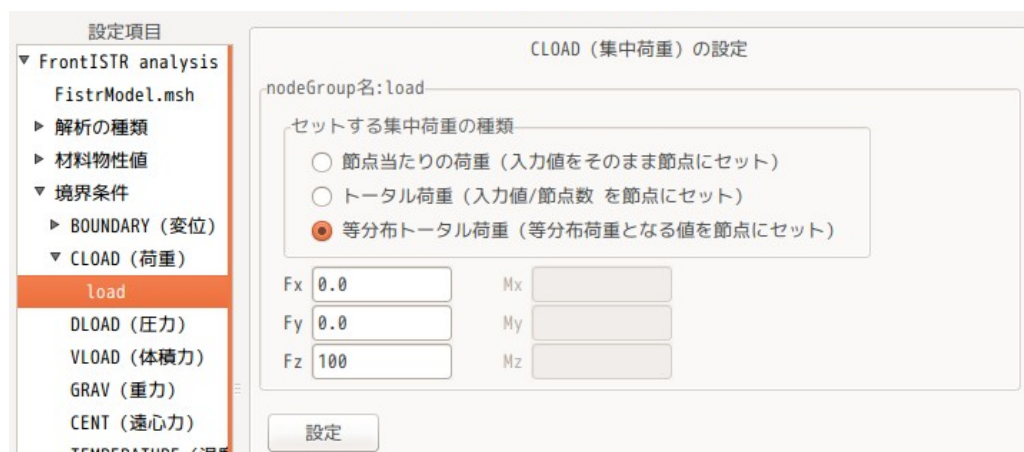 設定項目
FrontISTR analysis
FistrModel.msh
解析の種類
材料物性値
境界条件
BOUNDARY (変位)
CLOAD (荷重)
load
DLOAD (圧力)
VLOAD (体積力)
GRAV (重力)
CENT (遠心力)
CLOAD (集中荷重) の設定
nodeGroup名:load
セットする集中荷重の種類
節点当たりの荷重 (入力値をそのまま節点にセット)
トータル荷重 (入力値/節点数 を節点にセット)
等分布トータル荷重 (等分布荷重となる値を節点にセット)
Fx 0.0 Mx
Fy 0.0 My
Fz 100 Mz
設定